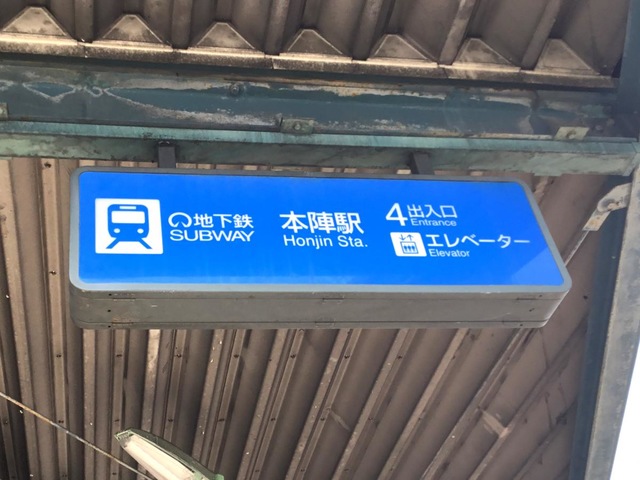 地下鉄
SUBWAY
本陣駅
Honjin Sta.
4 出入口
Entrance
エレベーター
Elevator